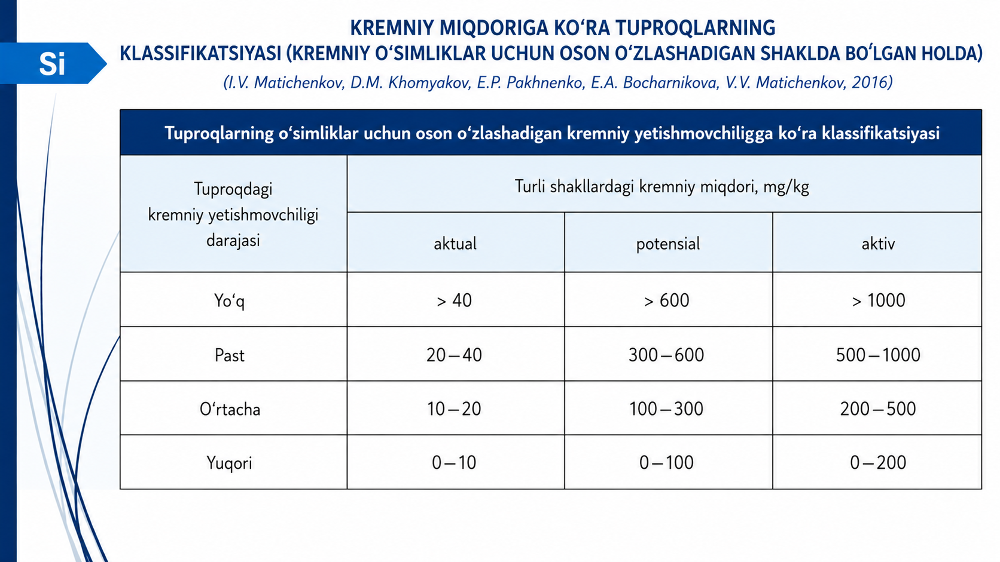 KREMNIY MIQDORIGA KO‘RA TUPROQLARNING
Si
KLASSIFIKATSIYASI (KREMNIY O‘SIMLIKLAR UCHUN OSON O‘ZLASHADIGAN SHAKLDA BO‘LGAN HOLDA)
(I.V. Matichenkov, D.M. Khomyakov, E.P. Pakhnenko, E.A. Bocharnikova, V.V. Matichenkov, 2016)
Tuproqlarning o‘simliklar uchun oson o‘zlashadigan kremniy yetishmovchiligga ko‘ra klassifikatsiyasi
Tuproqdagi
kremniy yetishmovchiligi
darajasi
Turli shakllardagi kremniy miqdori, mg/kg
aktual potensial aktiv
Yo‘q > 40 > 600 > 1000
Past 20–40 300–600 500–1000
O‘rtacha 10–20 100–300 200–500
Yuqori 0–10 0–100 0–200